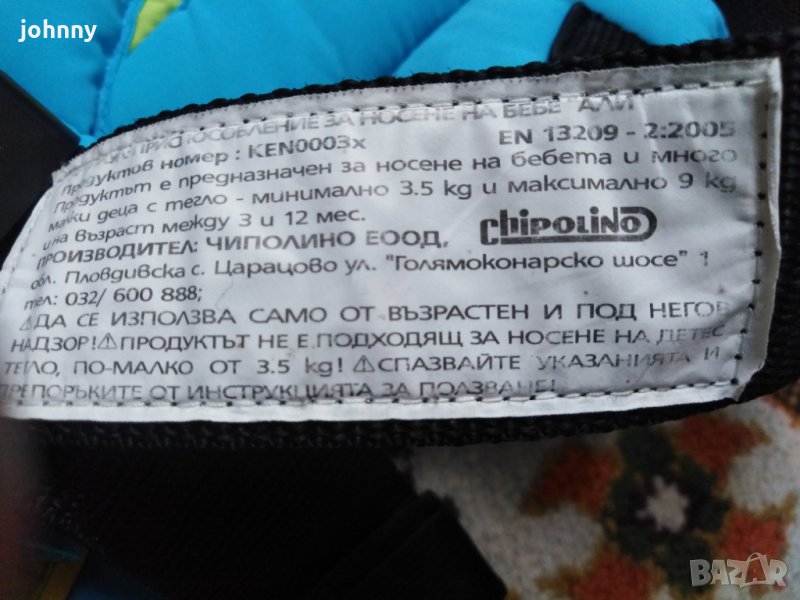 johnny
ПРИСПОСОБЛЕНИЕ ЗА НОСЕНЕ НА БЕБЕ "АЛИ"
Продуктов номер : KEN0003x EN 13209 - 2:2005
Продуктът е предназначен за носене на бебета и много
малки деца с тегло - минимално 3.5 kg и максимално 9 kg
и на възраст между 3 и 12 мес.
ПРОИЗВОДИТЕЛ: ЧИПОЛИНО ЕООД, Chipolino
обл. Пловдивска с. Царацово ул. "Голямоконарско шосе" 1
тел: 032/ 600 888;
⚠ДА СЕ ИЗПОЛЗВА САМО ОТ ВЪЗРАСТЕН И ПОД НЕГОВ
НАДЗОР!⚠ПРОДУКТЪТ НЕ Е ПОДХОДЯЩ ЗА НОСЕНЕ НА ДЕТЕ С
ТЕГЛО, ПО-МАЛКО ОТ 3.5 kg! ⚠СПАЗВАЙТЕ УКАЗАНИЯТА И
ПРЕПОРЪКИТЕ ОТ ИНСТРУКЦИЯТА ЗА ПОЛЗВАНЕ!
BAZAR